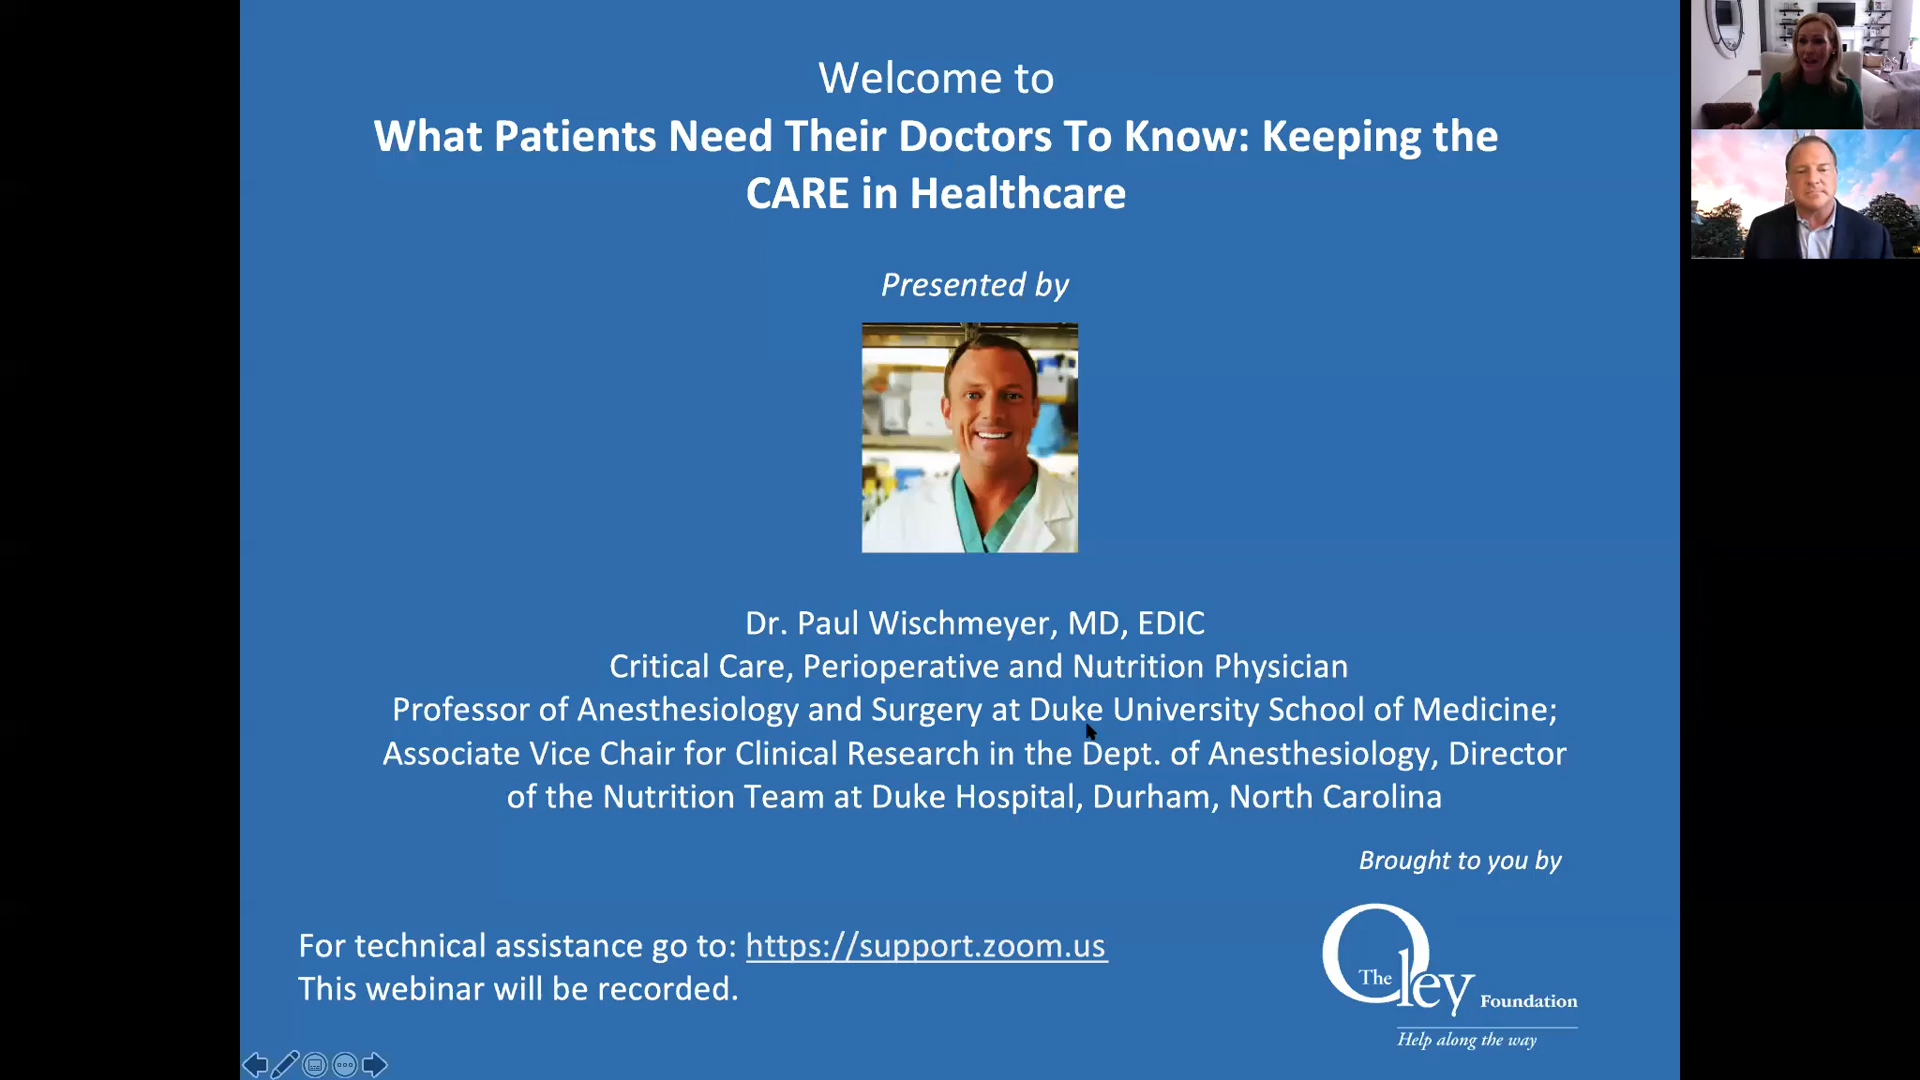 Welcome to
What Patients Need Their Doctors To Know: Keeping the
CARE in Healthcare
Presented by
Dr. Paul Wischmeyer, MD, EDIC
Critical Care, Perioperative and Nutrition Physician
Professor of Anesthesiology and Surgery at Duke University School of Medicine;
Associate Vice Chair for Clinical Research in the Dept. of Anesthesiology, Director
of the Nutrition Team at Duke Hospital, Durham, North Carolina
Brought to you by
For technical assistance go to: https://support.zoom.us
This webinar will be recorded.
The Oley Foundation
Help along the way